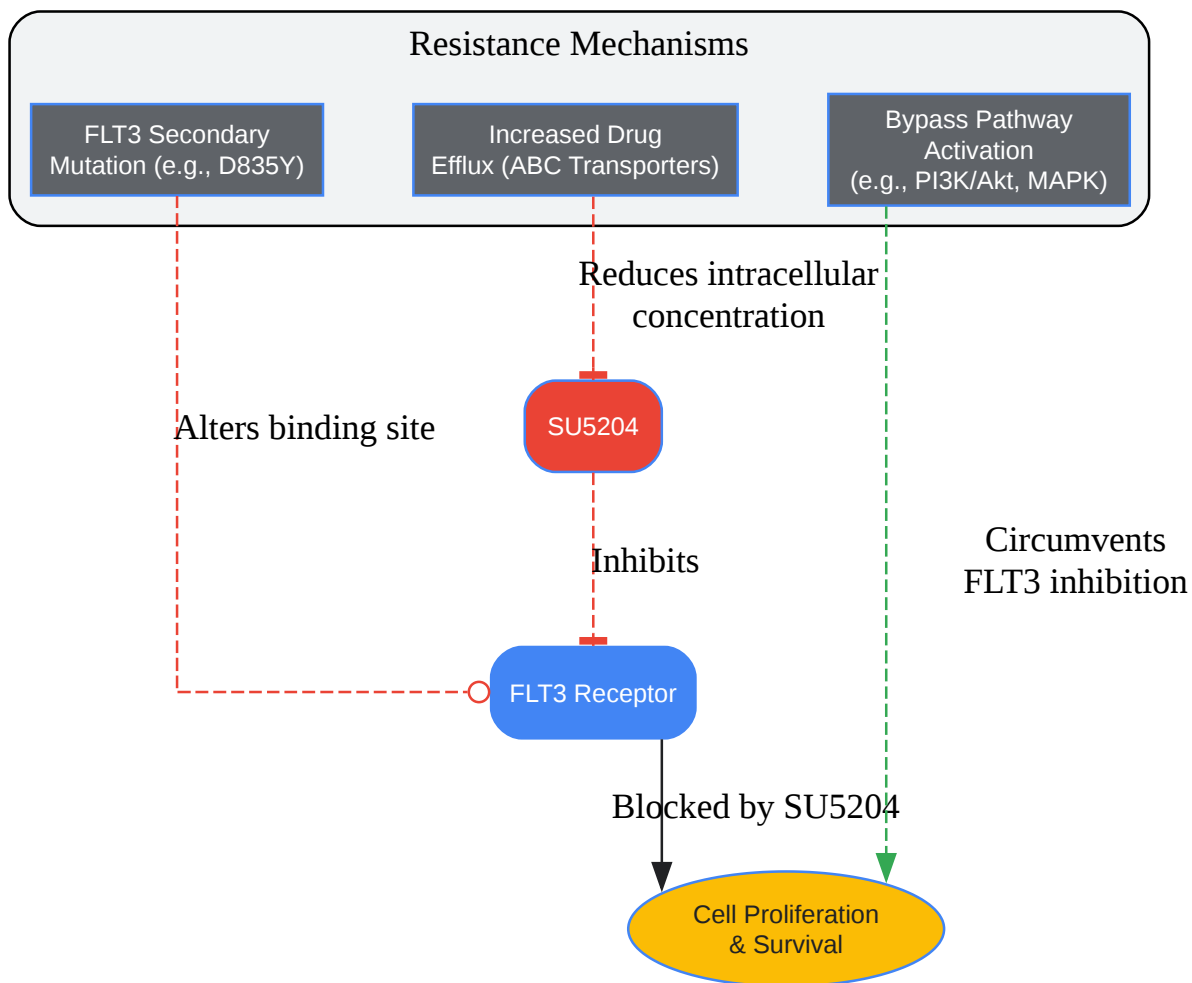 Resistance Mechanisms
FLT3 Secondary
Mutation (e.g., D835Y)
Increased Drug
Efflux (ABC Transporters)
Bypass Pathway
Activation
(e.g., PI3K/Akt, MAPK)
Reduces intracellular
concentration
Alters binding site
SU5204
Inhibits
Circumvents
FLT3 inhibition
FLT3 Receptor
Blocked by SU5204
Cell Proliferation
& Survival